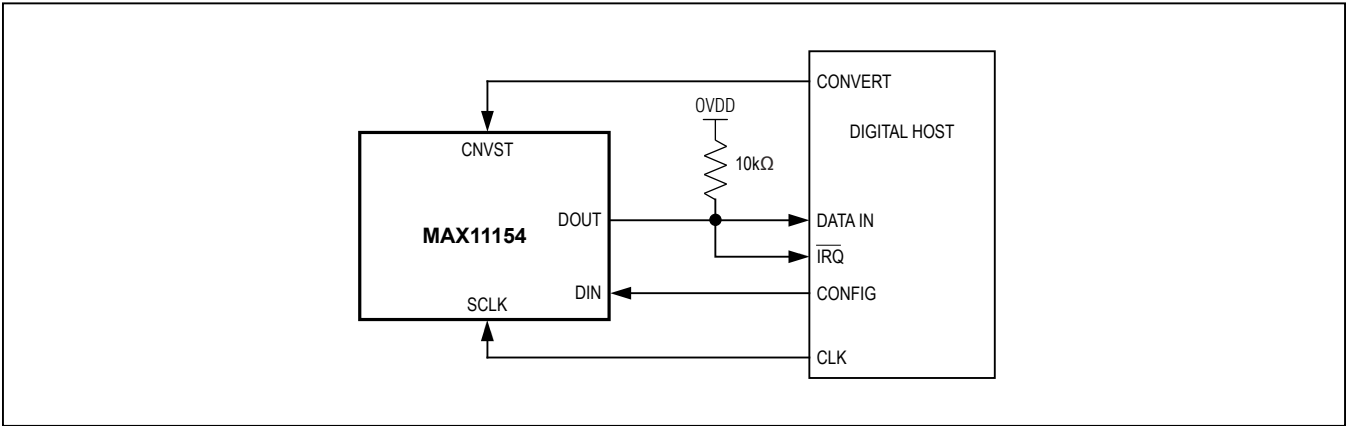 CONVERT
DIGITAL HOST
OVDD
10kΩ
CNVST
DOUT
MAX11154
DATA IN
IRQ
DIN
CONFIG
SCLK
CLK